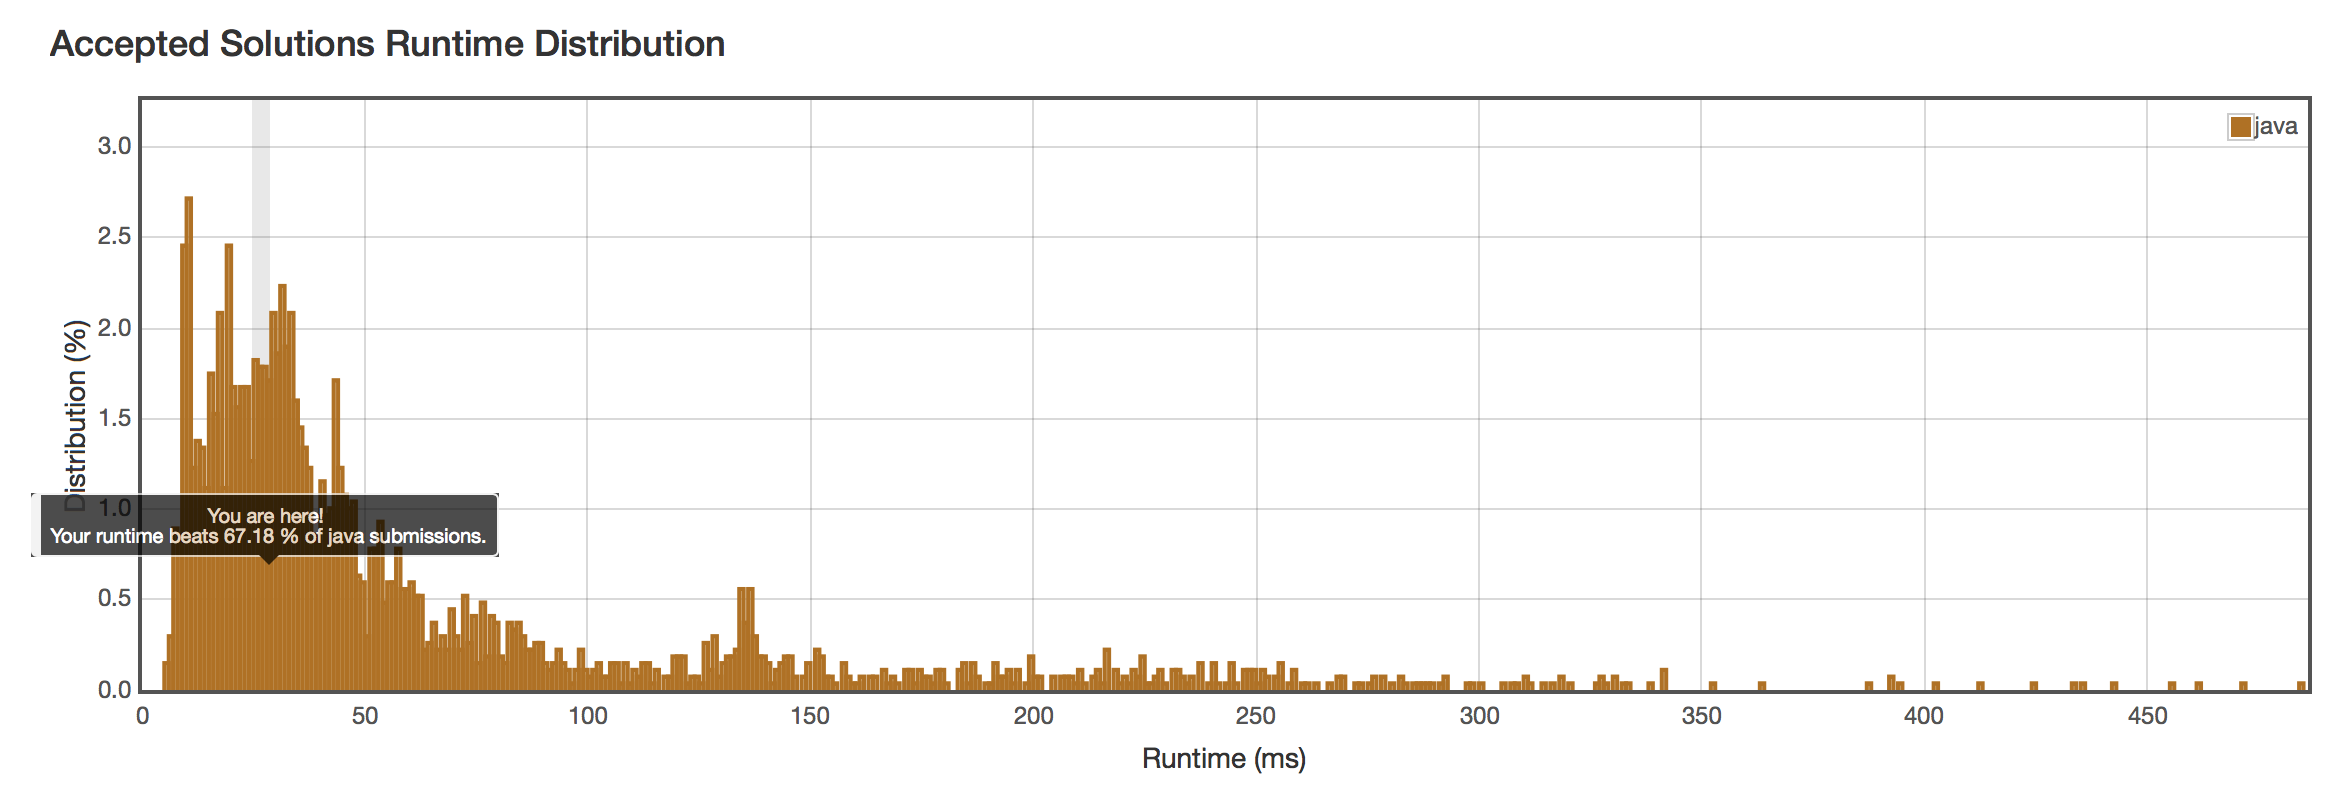 Accepted Solutions Runtime Distribution
java
3.0
2.5
2.0
1.5
1.0
0.5
0.0
Distribution (%)
You are here!
Your runtime beats 67.18 % of java submissions.
0 50 100 150 200 250 300 350 400 450
Runtime (ms)